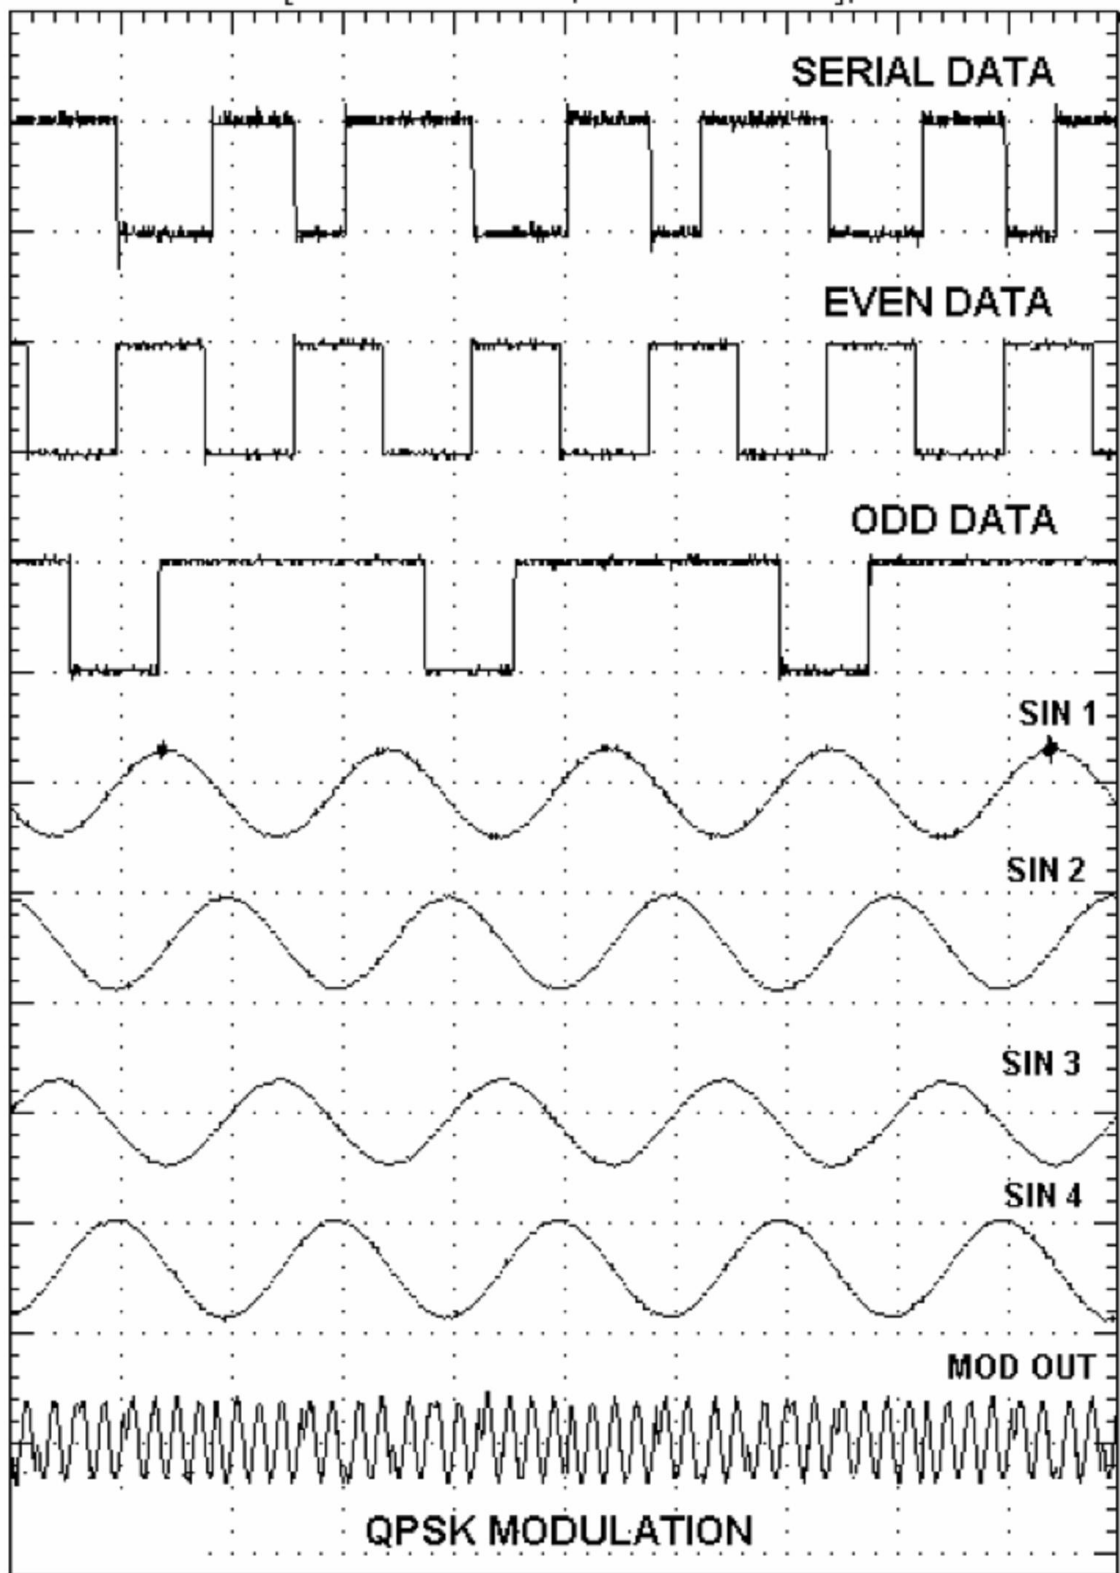 SERIAL DATA
EVEN DATA
ODD DATA
SIN 1
SIN 2
SIN 3
SIN 4
MOD OUT
QPSK MODULATION